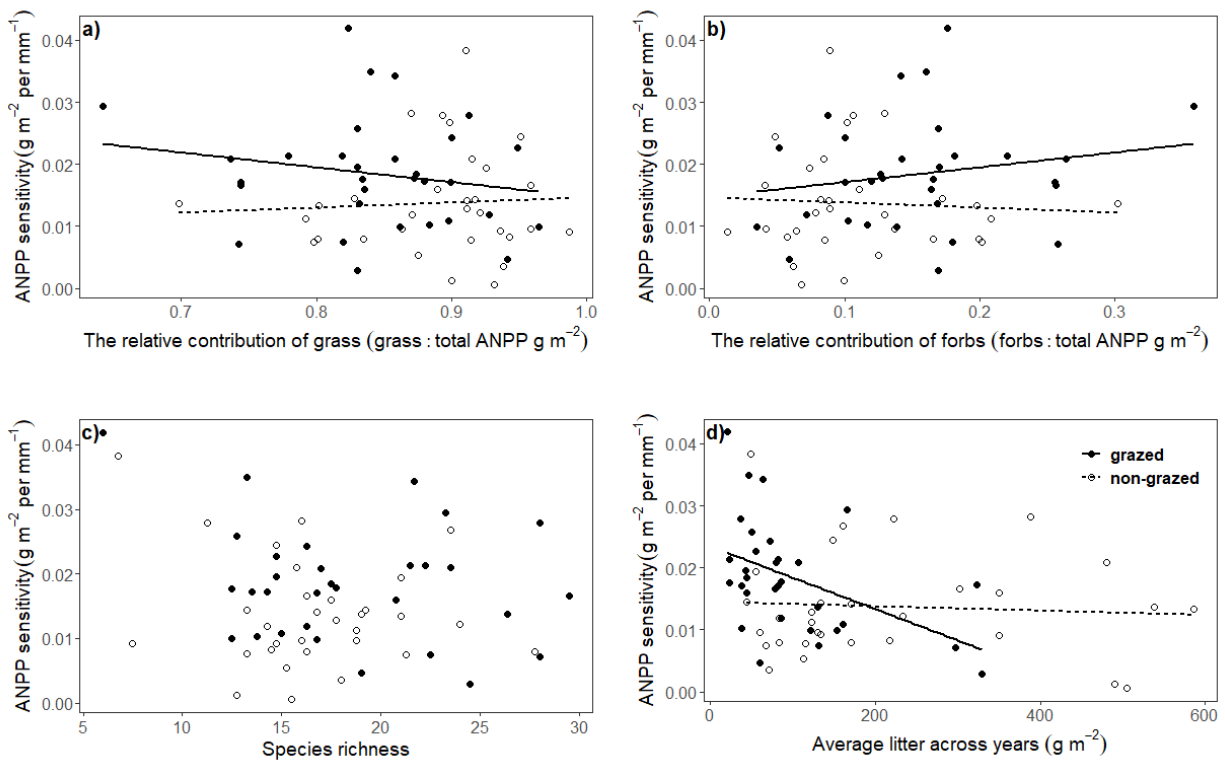 a)
ANPP sensitivity (g m−2 per mm−1)
0.04
0.03
0.02
0.01
0.00
0.7 0.8 0.9 1.0
The relative contribution of grass (grass : total ANPP g m−2)
b)
ANPP sensitivity (g m−2 per mm−1)
0.04
0.03
0.02
0.01
0.00
0.0 0.1 0.2 0.3
The relative contribution of forbs (forbs : total ANPP g m−2)
c)
ANPP sensitivity (g m−2 per mm−1)
0.04
0.03
0.02
0.01
0.00
5 10 15 20 25 30
Species richness
d)
ANPP sensitivity (g m−2 per mm−1)
0.04
0.03
0.02
0.01
0.00
grazed
non-grazed
0 200 400 600
Average litter across years (g m−2)